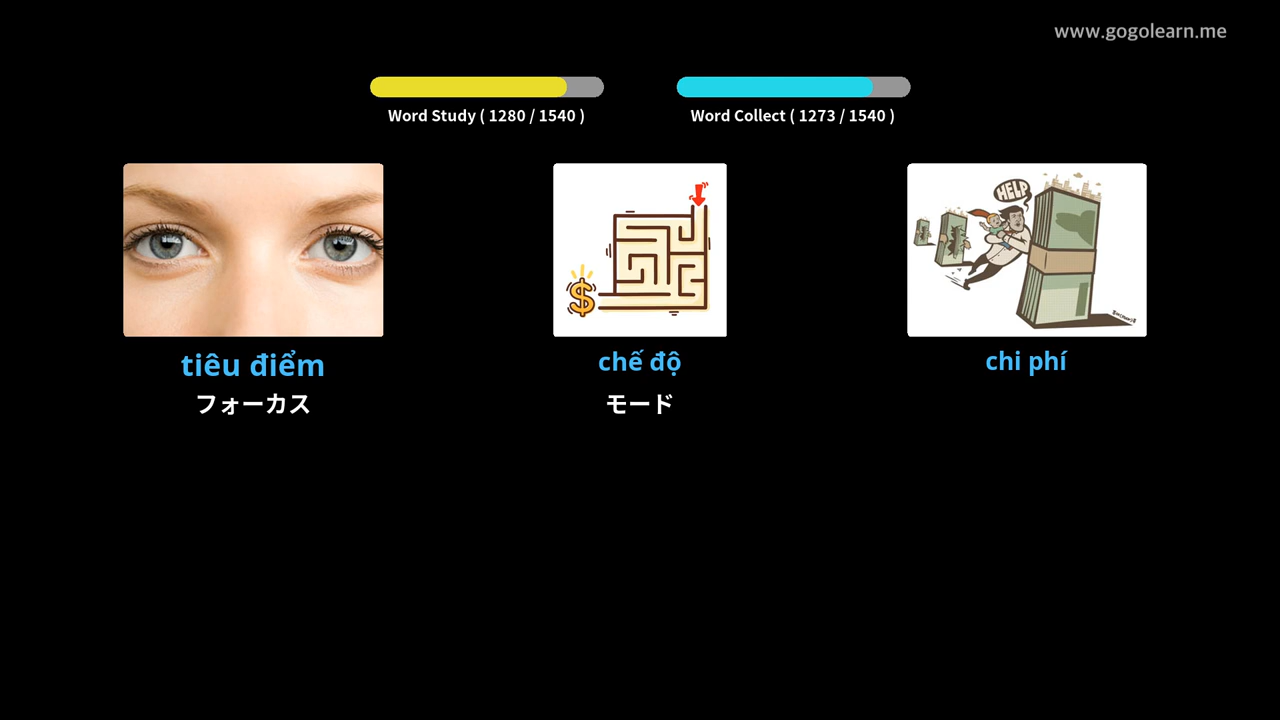 www.gogolearn.me
Word Study ( 1280 / 1540 )
Word Collect ( 1273 / 1540 )
HELP
tiêu điểm
chế độ
chi phí
フォーカス
モード